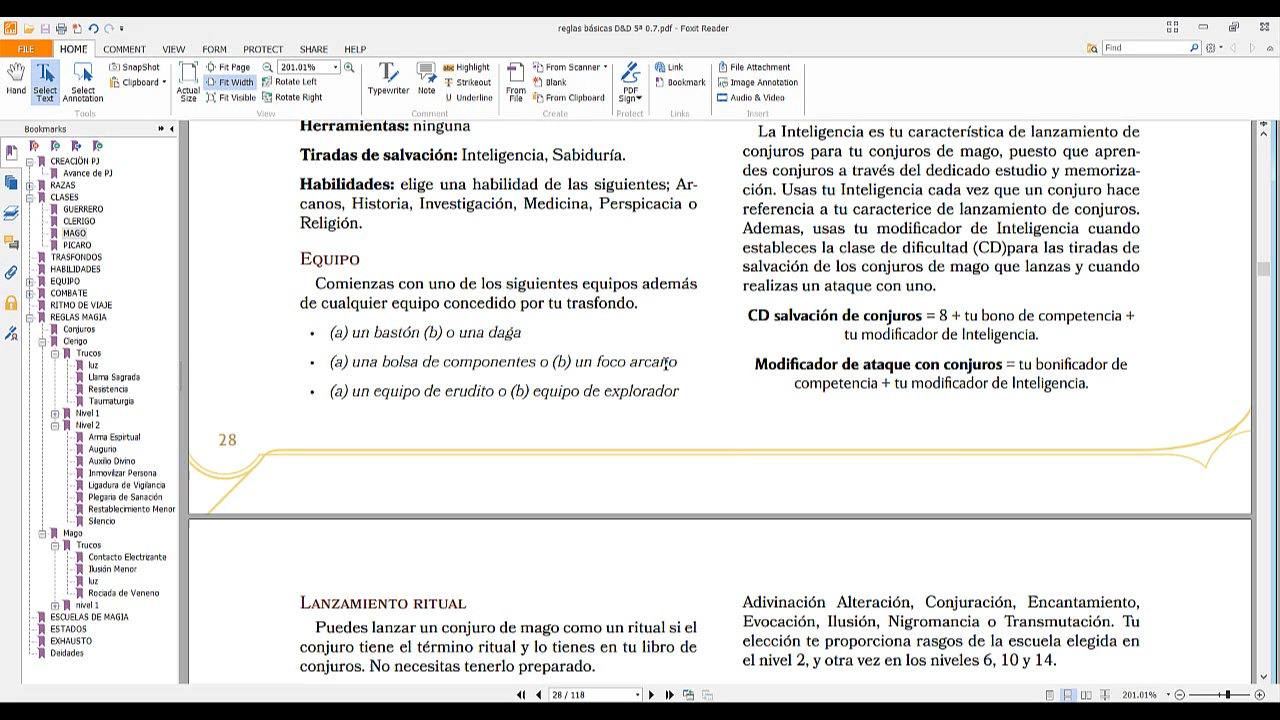 reglas básicas D&D 5ª 0.7.pdf - Foxit Reader
FILE HOME COMMENT VIEW FORM PROTECT SHARE HELP
Find
Hand
Select Text
Select Annotation
SnapShot
Clipboard
Tools
Actual Size
Fit Page
Fit Width
Fit Visible
201.01%
Rotate Left
Rotate Right
View
Typewriter
Note
Highlight
Strikeout
Underline
Comment
From File
From Scanner
Blank
From Clipboard
Create
PDF Sign
Protect
Link
Bookmark
Links
File Attachment
Image Annotation
Audio & Video
Insert
Bookmarks
CREACIÓN PJ
Avance de PJ
RAZAS
CLASES
GUERRERO
CLERIGO
MAGO
PICARO
TRASFONDOS
HABILIDADES
EQUIPO
COMBATE
RITMO DE VIAJE
REGLAS MAGIA
Conjuros
Clerigo
Trucos
luz
Llama Sagrada
Resistencia
Taumaturgia
Nivel 1
Nivel 2
Arma Espiritual
Augurio
Auxilio Divino
Inmovilizar Persona
Ligadura de Vigilancia
Plegaria de Sanación
Restablecimiento Menor
Silencio
Mago
Trucos
Contacto Electrizante
Ilusión Menor
luz
Rociada de Veneno
nivel 1
ESCUELAS DE MAGIA
ESTADOS
EXHAUSTO
Deidades
Herramientas: ninguna
Tiradas de salvación: Inteligencia, Sabiduría.
Habilidades: elige una habilidad de las siguientes; Ar-
canos, Historia, Investigación, Medicina, Perspicacia o
Religión.
EQUIPO
Comienzas con uno de los siguientes equipos además
de cualquier equipo concedido por tu trasfondo.
• (a) un bastón (b) o una daga
• (a) una bolsa de componentes o (b) un foco arcano
• (a) un equipo de erudito o (b) equipo de explorador
28
La Inteligencia es tu característica de lanzamiento de
conjuros para tu conjuros de mago, puesto que apren-
des conjuros a través del dedicado estudio y memoriza-
ción. Usas tu Inteligencia cada vez que un conjuro hace
referencia a tu caracterice de lanzamiento de conjuros.
Ademas, usas tu modificador de Inteligencia cuando
estableces la clase de dificultad (CD)para las tiradas de
salvación de los conjuros de mago que lanzas y cuando
realizas un ataque con uno.
CD salvación de conjuros = 8 + tu bono de competencia +
tu modificador de Inteligencia.
Modificador de ataque con conjuros = tu bonificador de
competencia + tu modificador de Inteligencia.
LANZAMIENTO RITUAL
Puedes lanzar un conjuro de mago como un ritual si el
conjuro tiene el término ritual y lo tienes en tu libro de
conjuros. No necesitas tenerlo preparado.
Adivinación Alteración, Conjuración, Encantamiento,
Evocación, Ilusión, Nigromancia o Transmutación. Tu
elección te proporciona rasgos de la escuela elegida en
el nivel 2, y otra vez en los niveles 6, 10 y 14.
28 / 118
201.01%